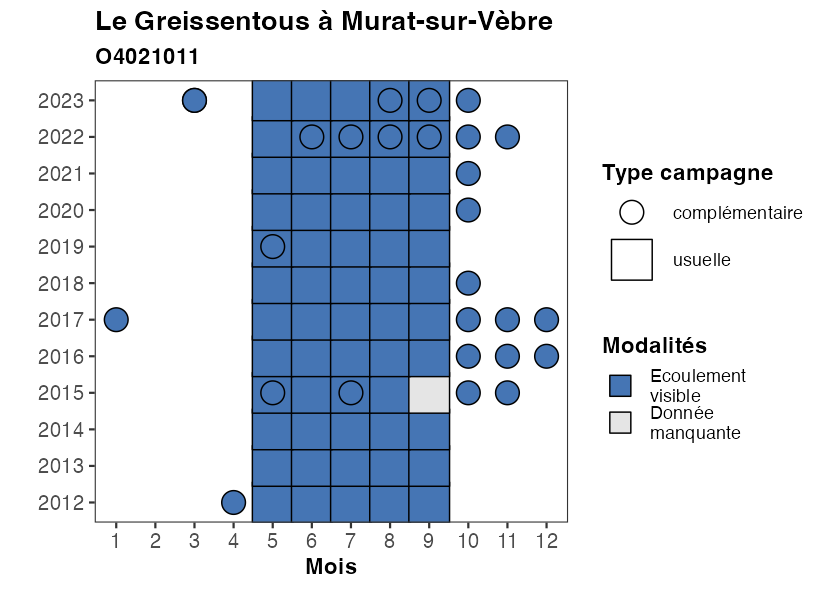 Le Greissentous à Murat-sur-Vèbre
O4021011
2023
2022
2021
2020
2019
2018
2017
2016
2015
2014
2013
2012
1 2 3 4 5 6 7 8 9 10 11 12
Mois
Type campagne
complémentaire
usuelle
Modalités
Ecoulement
visible
Donnée
manquante